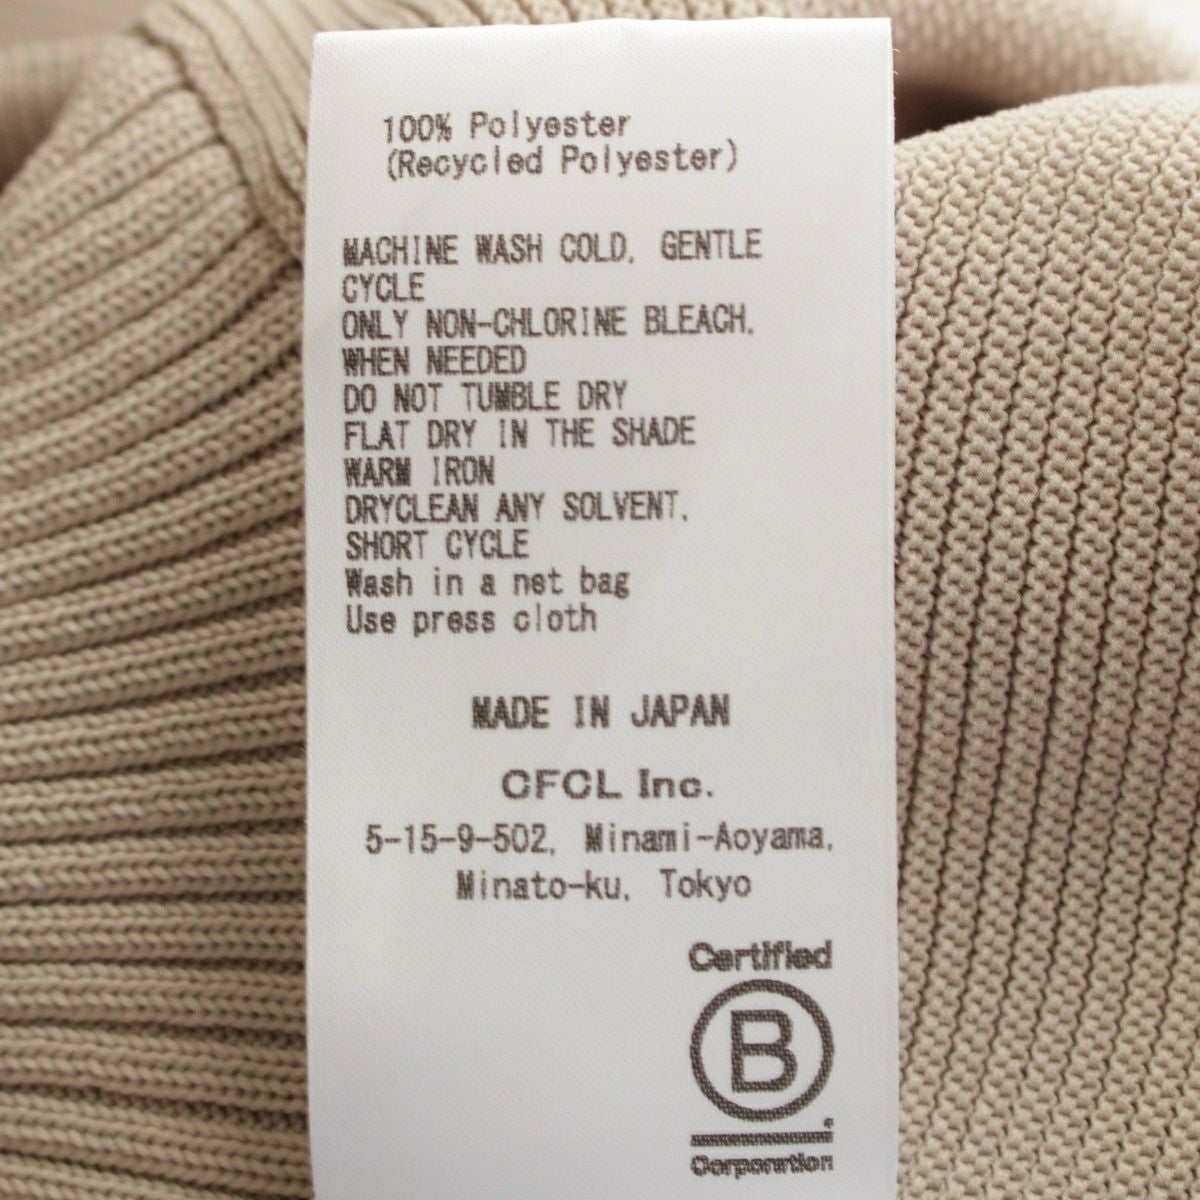 100% Polyester
(Recycled Polyester)
MACHINE WASH COLD, GENTLE
CYCLE
ONLY NON-CHLORINE BLEACH,
WHEN NEEDED
DO NOT TUMBLE DRY
FLAT DRY IN THE SHADE
WARM IRON
DRYCLEAN ANY SOLVENT,
SHORT CYCLE
Wash in a net bag
Use press cloth
MADE IN JAPAN
CFCL Inc.
5-15-9-502, Minami-Aoyama,
Minato-ku, Tokyo
Certified
B
Corporation